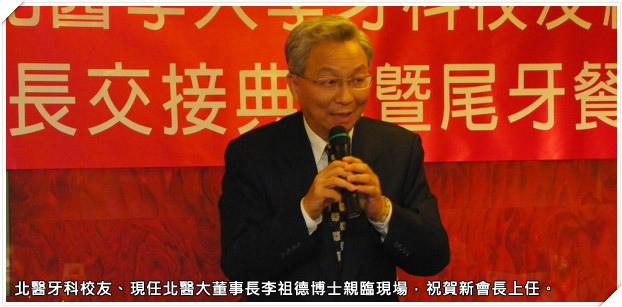 北醫學大學牙科校友
長交接典 暨尾牙餐
北醫牙科校友、現任北醫大董事長李祖德博士親臨現場，祝賀新會長上任。